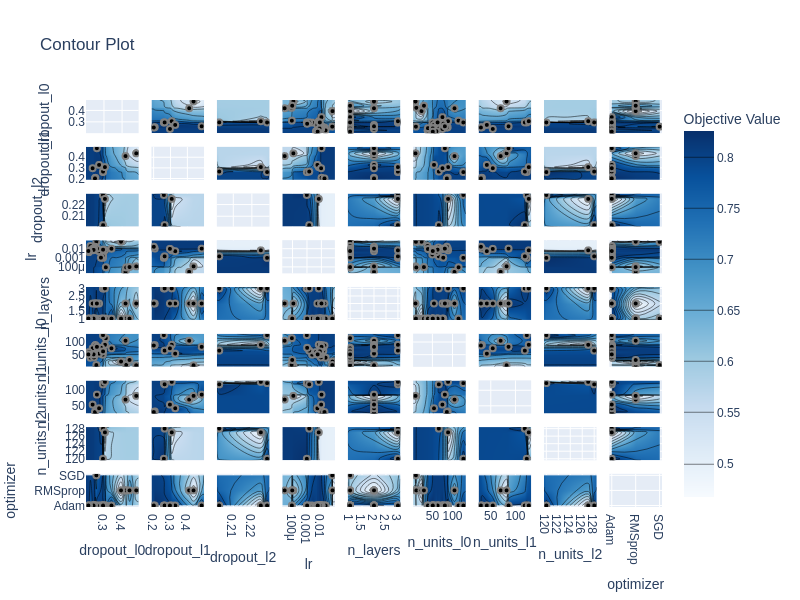 Contour Plot
Objective Value
0.8
0.75
0.7
0.65
0.6
0.55
0.5
dropout_l0
0.4
0.3
dropout_l1
0.4
0.3
0.2
dropout_l2
0.22
0.21
lr
0.01
0.001
100μ
n_layers
3
2.5
2
1.5
1
n_units_l0
100
50
n_units_l1
100
50
n_units_l2
128
126
124
122
120
optimizer
SGD
RMSprop
Adam
0.3 0.4
0.2 0.3 0.4
0.21 0.22
100μ 0.001 0.01
1 1.5 2 2.5 3
50 100
50 100
120 122 124 126 128
Adam RMSprop SGD
dropout_l0 dropout_l1 dropout_l2 lr n_layers n_units_l0 n_units_l1 n_units_l2 optimizer